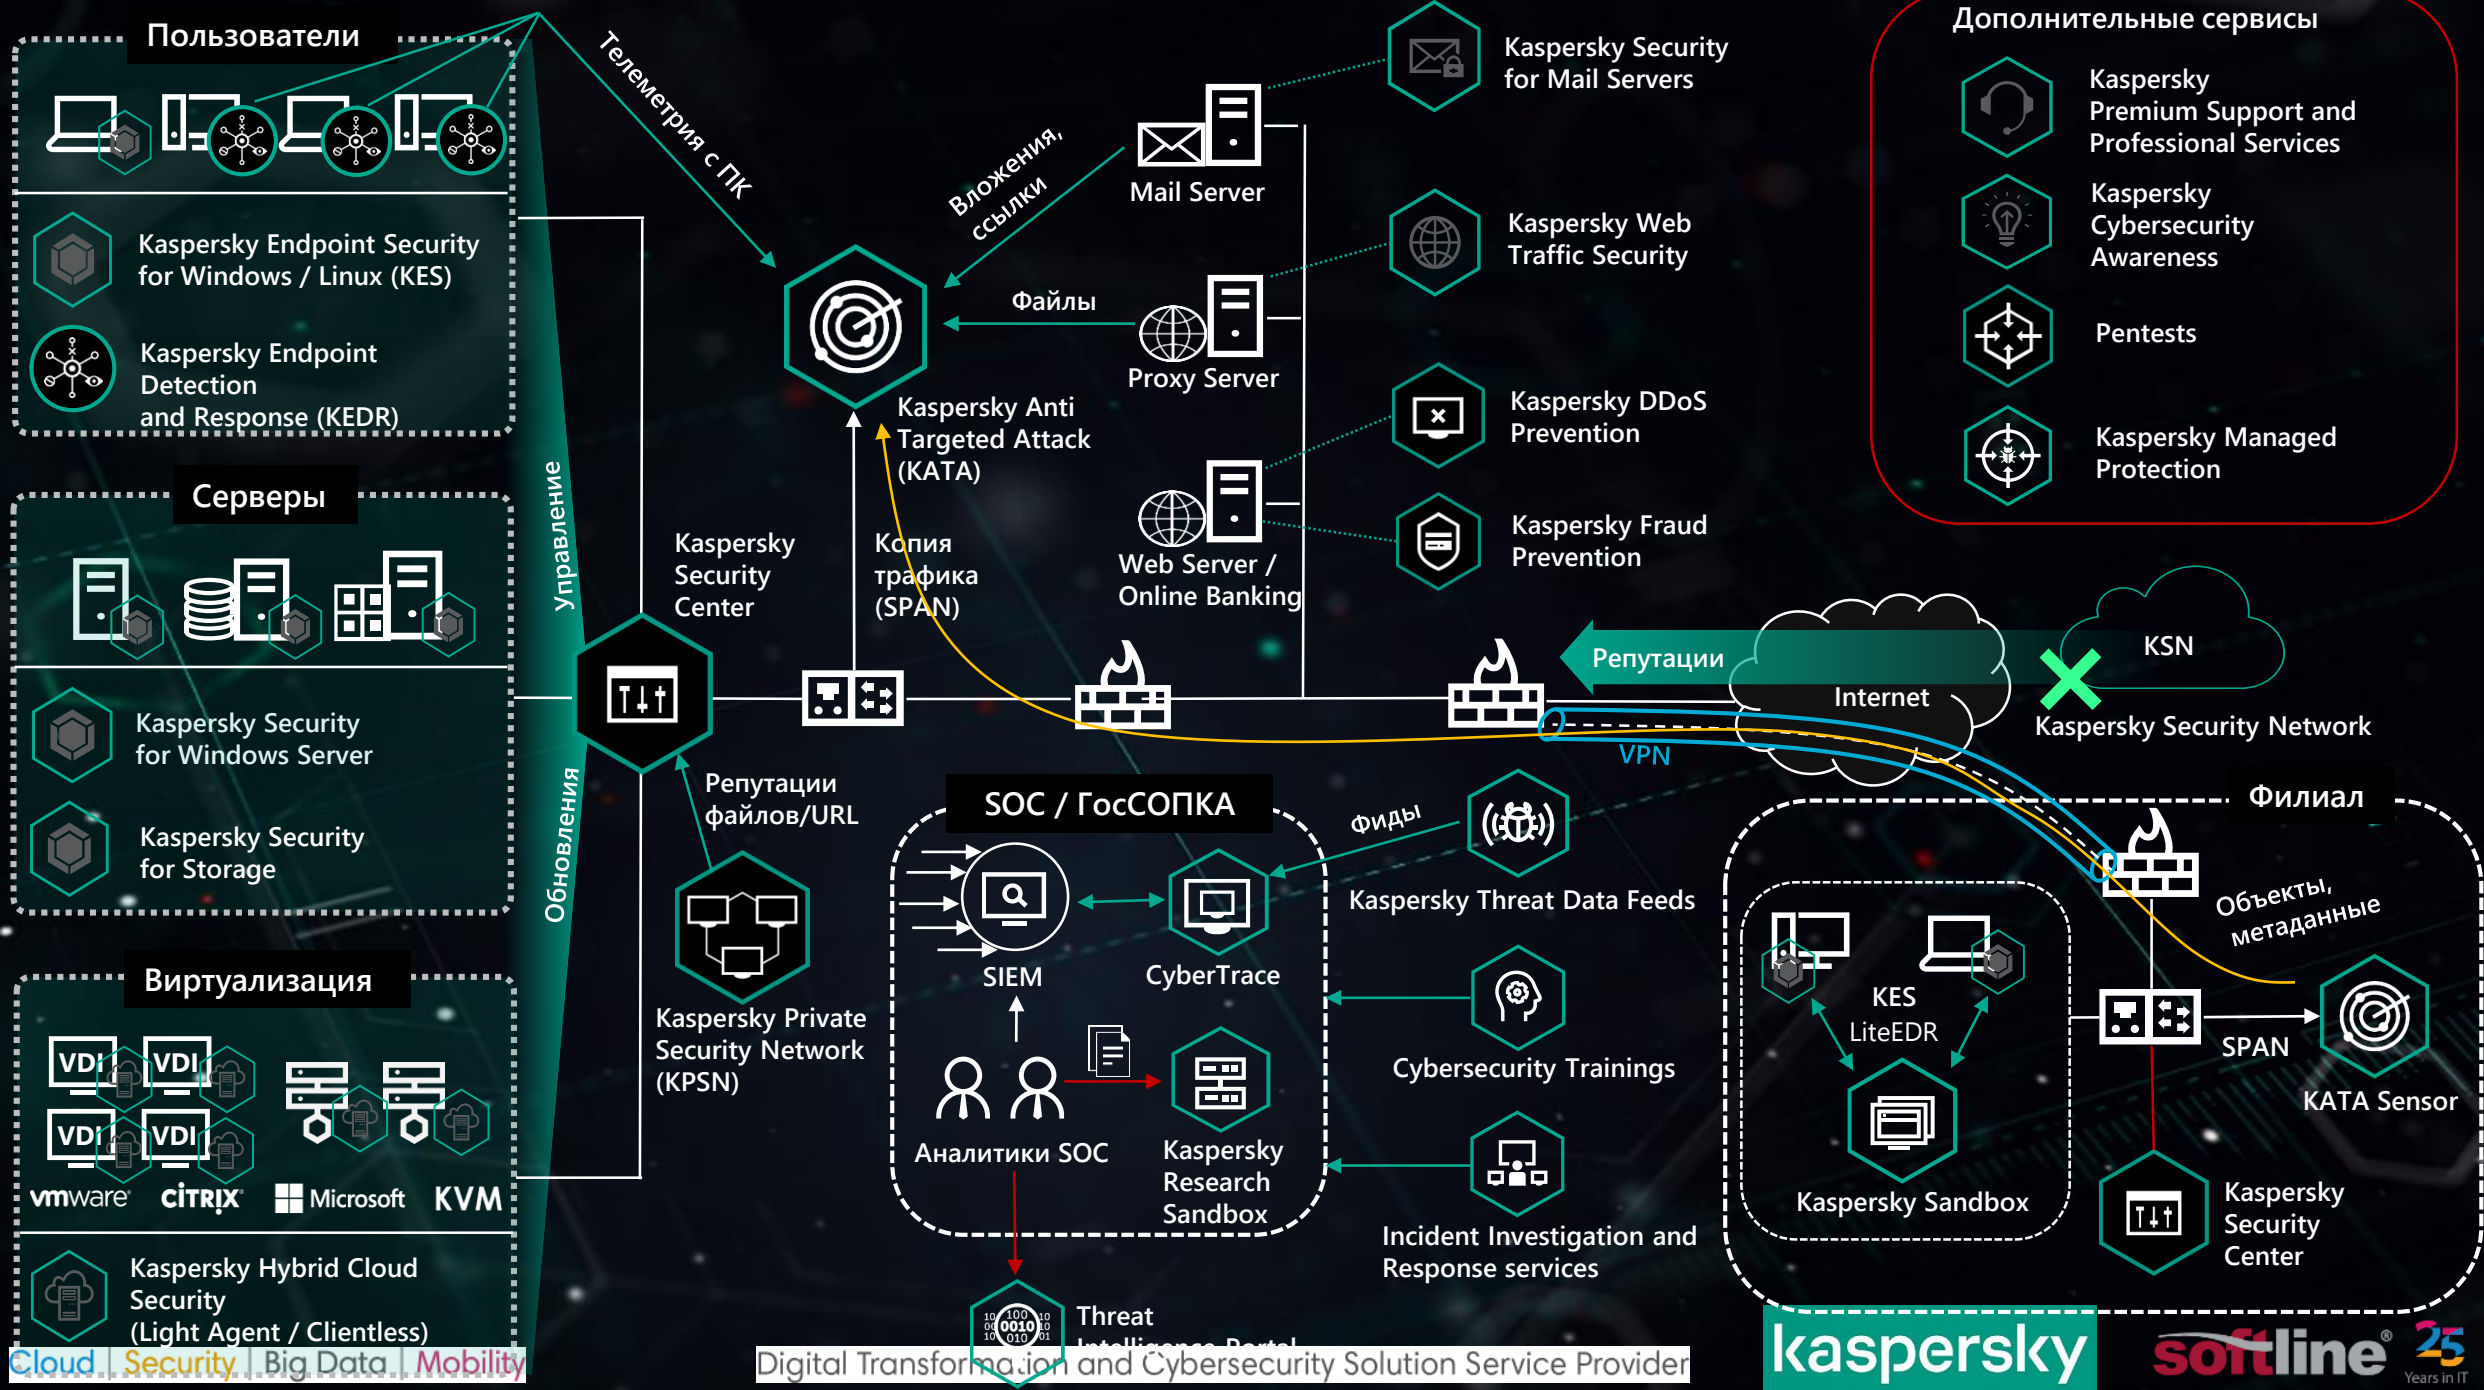 Пользователи
Kaspersky Endpoint Security
for Windows / Linux (KES)
Kaspersky Endpoint
Detection
and Response (KEDR)
Серверы
Kaspersky Security
for Windows Server
Kaspersky Security
for Storage
Виртуализация
VDI
VDI
VDI
VDI
vmware
CITRIX
Microsoft
KVM
Kaspersky Hybrid Cloud
Security
(Light Agent / Clientless)
Управление
Обновления
Телеметрия с ПК
Вложения,
ссылки
Файлы
Mail Server
Proxy Server
Web Server /
Online Banking
Kaspersky Anti
Targeted Attack
(KATA)
Копия
трафика
(SPAN)
Kaspersky
Security
Center
Репутации
файлов/URL
Kaspersky Private
Security Network
(KPSN)
Kaspersky Security
for Mail Servers
Kaspersky Web
Traffic Security
Kaspersky DDoS
Prevention
Kaspersky Fraud
Prevention
Дополнительные сервисы
Kaspersky
Premium Support and
Professional Services
Kaspersky
Cybersecurity
Awareness
Pentests
Kaspersky Managed
Protection
Репутации
Internet
KSN
Kaspersky Security Network
VPN
SOC / ГосСОПКА
SIEM
CyberTrace
Аналитики SOC
Kaspersky
Research
Sandbox
Фиды
Kaspersky Threat Data Feeds
Cybersecurity Trainings
Incident Investigation and
Response services
Threat
Intelligence Portal
Филиал
Объекты,
метаданные
KES
LiteEDR
Kaspersky Sandbox
SPAN
KATA Sensor
Kaspersky
Security
Center
Cloud | Security | Big Data | Mobility
Digital Transformation and Cybersecurity Solution Service Provider
kaspersky
softline®
25
Years in IT